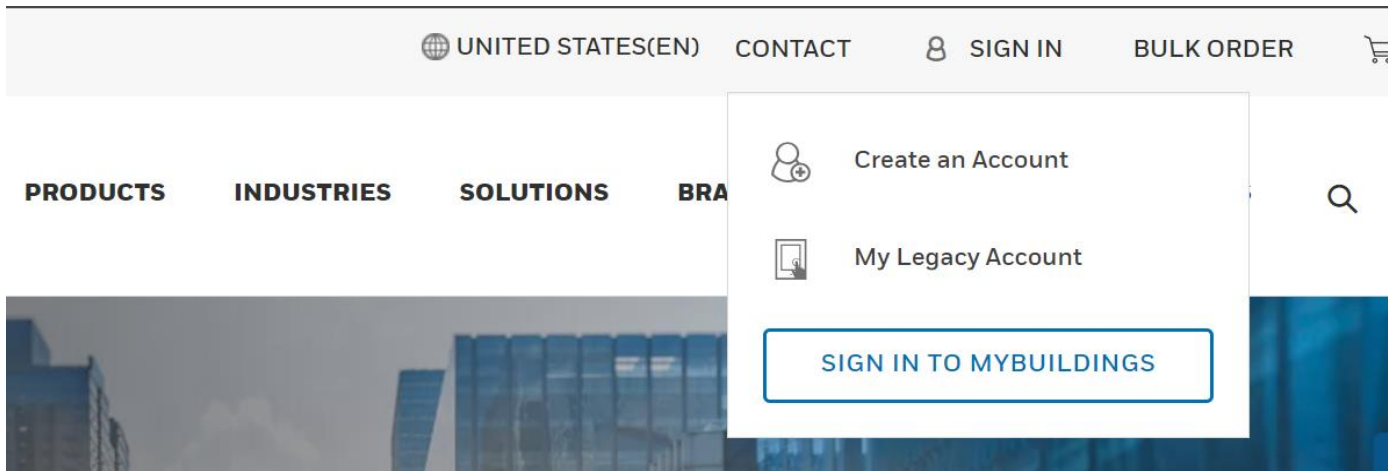 UNITED STATES(EN) CONTACT SIGN IN BULK ORDER
PRODUCTS INDUSTRIES SOLUTIONS BRA
Create an Account
My Legacy Account
SIGN IN TO MYBUILDINGS